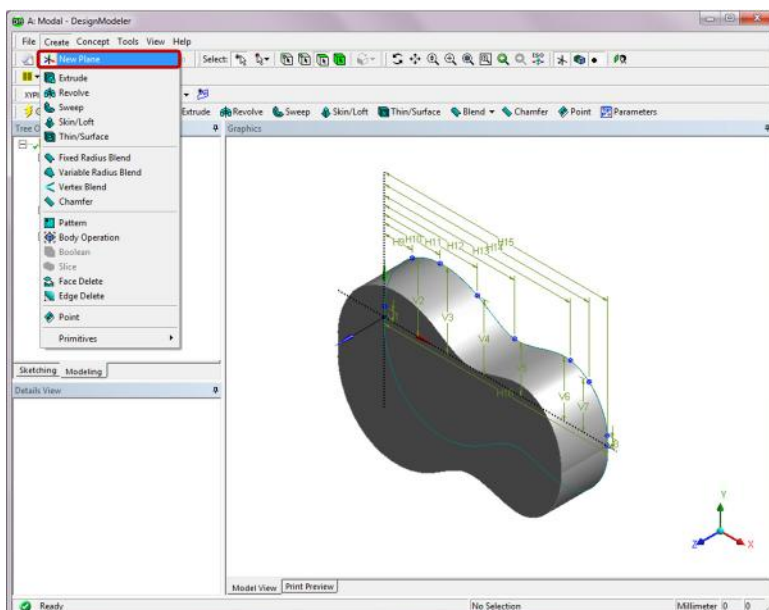 A: Modal - DesignModeler
File Create Concept Tools View Help
New Plane
Select:
Extrude
Revolve
Sweep
Skin/Loft
Thin/Surface
Fixed Radius Blend
Variable Radius Blend
Vertex Blend
Chamfer
Pattern
Body Operation
Boolean
Slice
Face Delete
Edge Delete
Point
Primitives
Extrude Revolve Sweep Skin/Loft Thin/Surface Blend Chamfer Point Parameters
Graphics
H9 H10 H11 H12 H13 H14 H15
V2 V3 V4 V6 V7
Y
Z X
Sketching Modeling
Details View
Model View Print Preview
Ready No Selection Millimeter 0 0